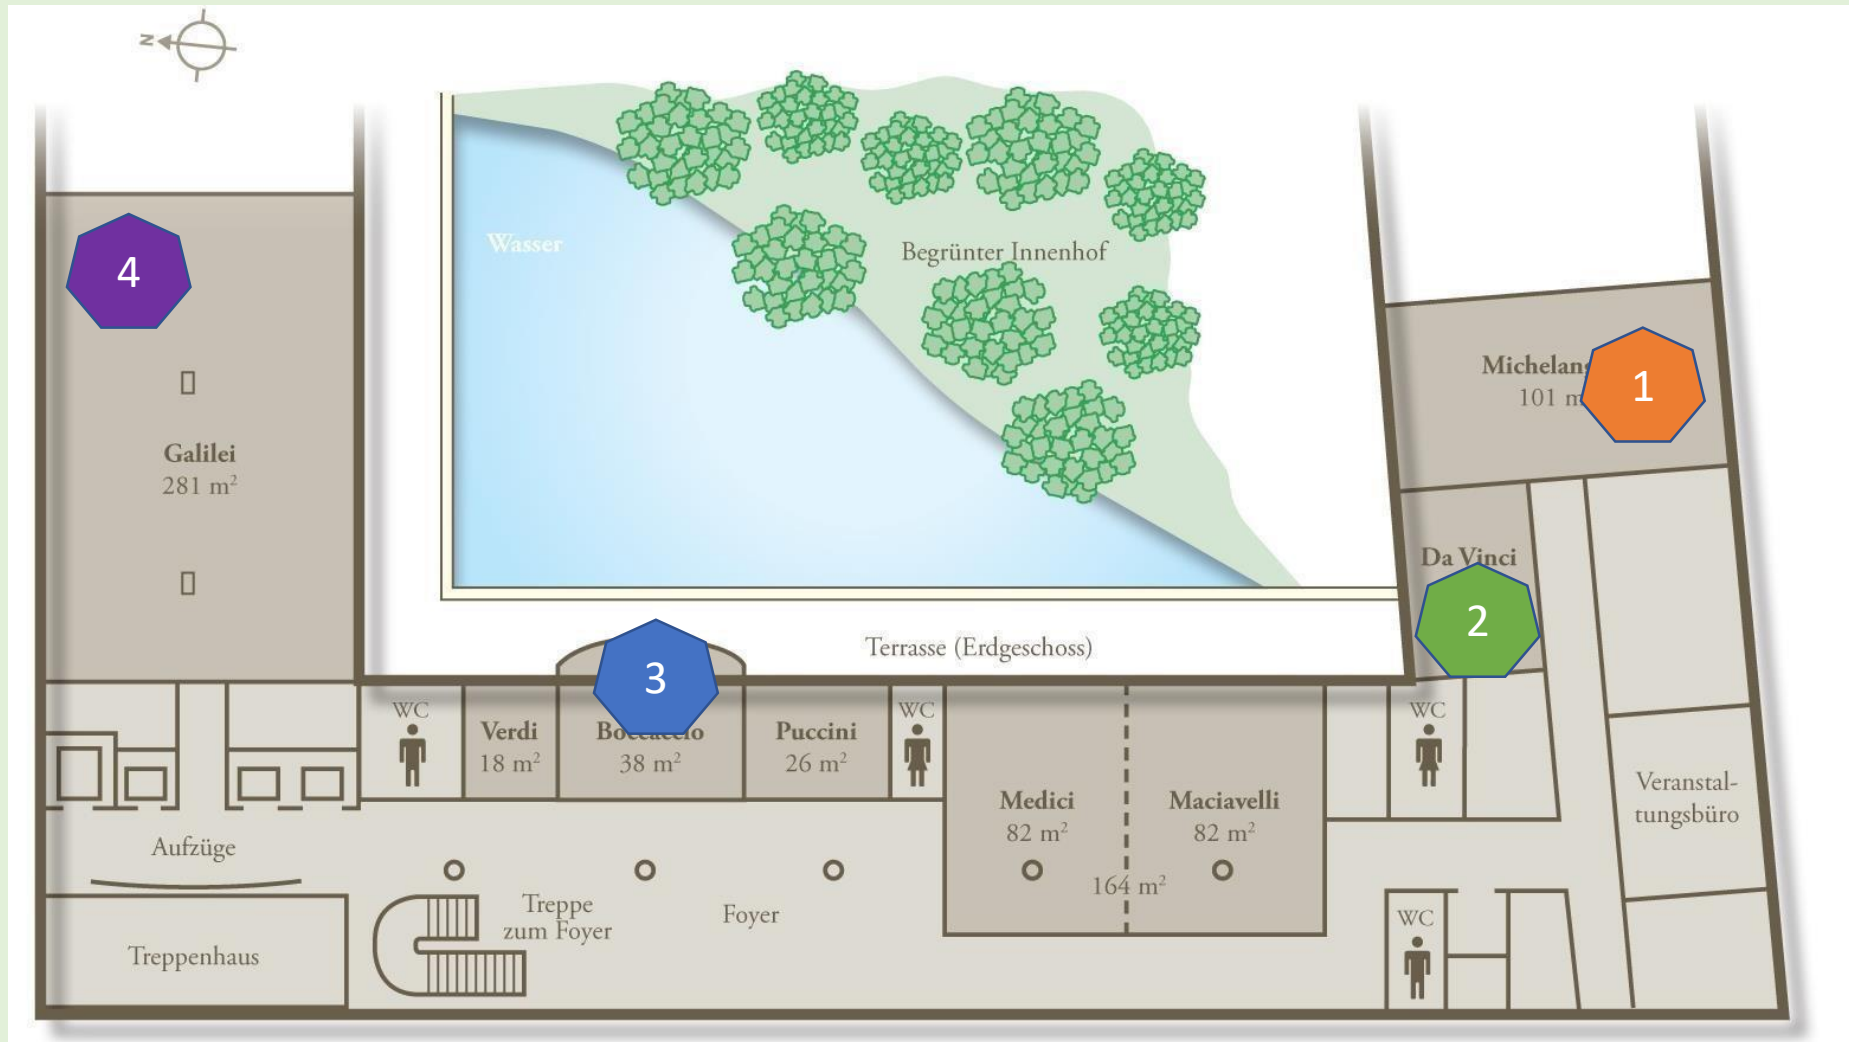 N
4
Wasser
Begrünter Innenhof
1
101
Galilei
281 m²
Da Vinci
2
Terrasse (Erdgeschoss)
3
WC
Verdi
18 m²
38 m²
Puccini
26 m²
WC
Medici
82 m²
Maciavelli
82 m²
164 m²
WC
Veranstal-
tungsbüro
Aufzüge
Treppe
zum Foyer
Foyer
WC
Treppenhaus